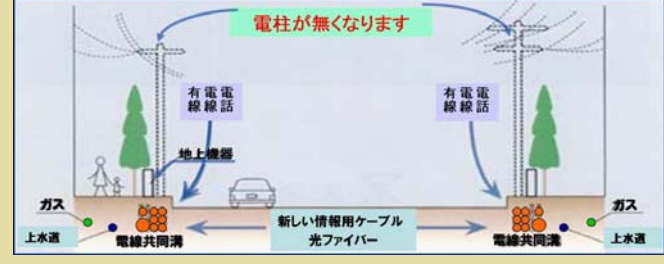 電柱が無くなります
有電電
線線話
有電電
線線話
地上機器
ガス
上水道
電線共同溝
新しい情報用ケーブル
光ファイバー
電線共同溝
ガス
上水道